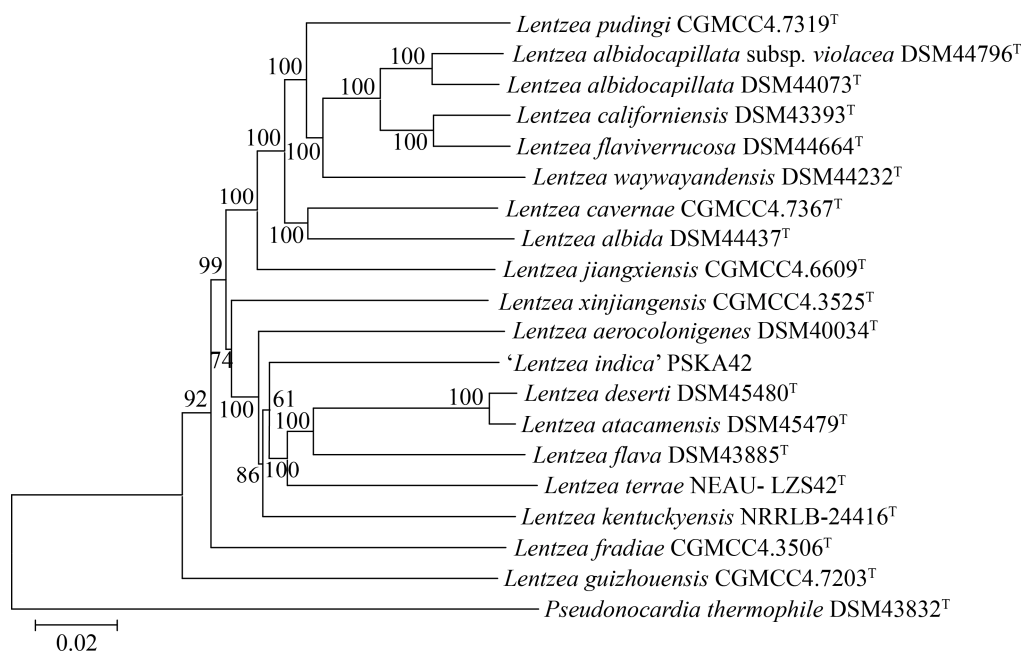 Lentzea pudingi CGMCC4.7319ᵀ
100
Lentzea albidocapillata subsp. violacea DSM44796ᵀ
100
100
Lentzea albidocapillata DSM44073ᵀ
Lentzea californiensis DSM43393ᵀ
100
100
100
Lentzea flaviverrucosa DSM44664ᵀ
Lentzea waywayandensis DSM44232ᵀ
100
Lentzea cavernae CGMCC4.7367ᵀ
100
Lentzea albida DSM44437ᵀ
99
Lentzea jiangxiensis CGMCC4.6609ᵀ
Lentzea xinjiangensis CGMCC4.3525ᵀ
Lentzea aerocolonigenes DSM40034ᵀ
74
‘Lentzea indica’ PSKA42
92
100
61
100
Lentzea deserti DSM45480ᵀ
100
Lentzea atacamensis DSM45479ᵀ
Lentzea flava DSM43885ᵀ
86
100
Lentzea terrae NEAU- LZS42ᵀ
Lentzea kentuckyensis NRRLB-24416ᵀ
Lentzea fradiae CGMCC4.3506ᵀ
Lentzea guizhouensis CGMCC4.7203ᵀ
Pseudonocardia thermophile DSM43832ᵀ
0.02